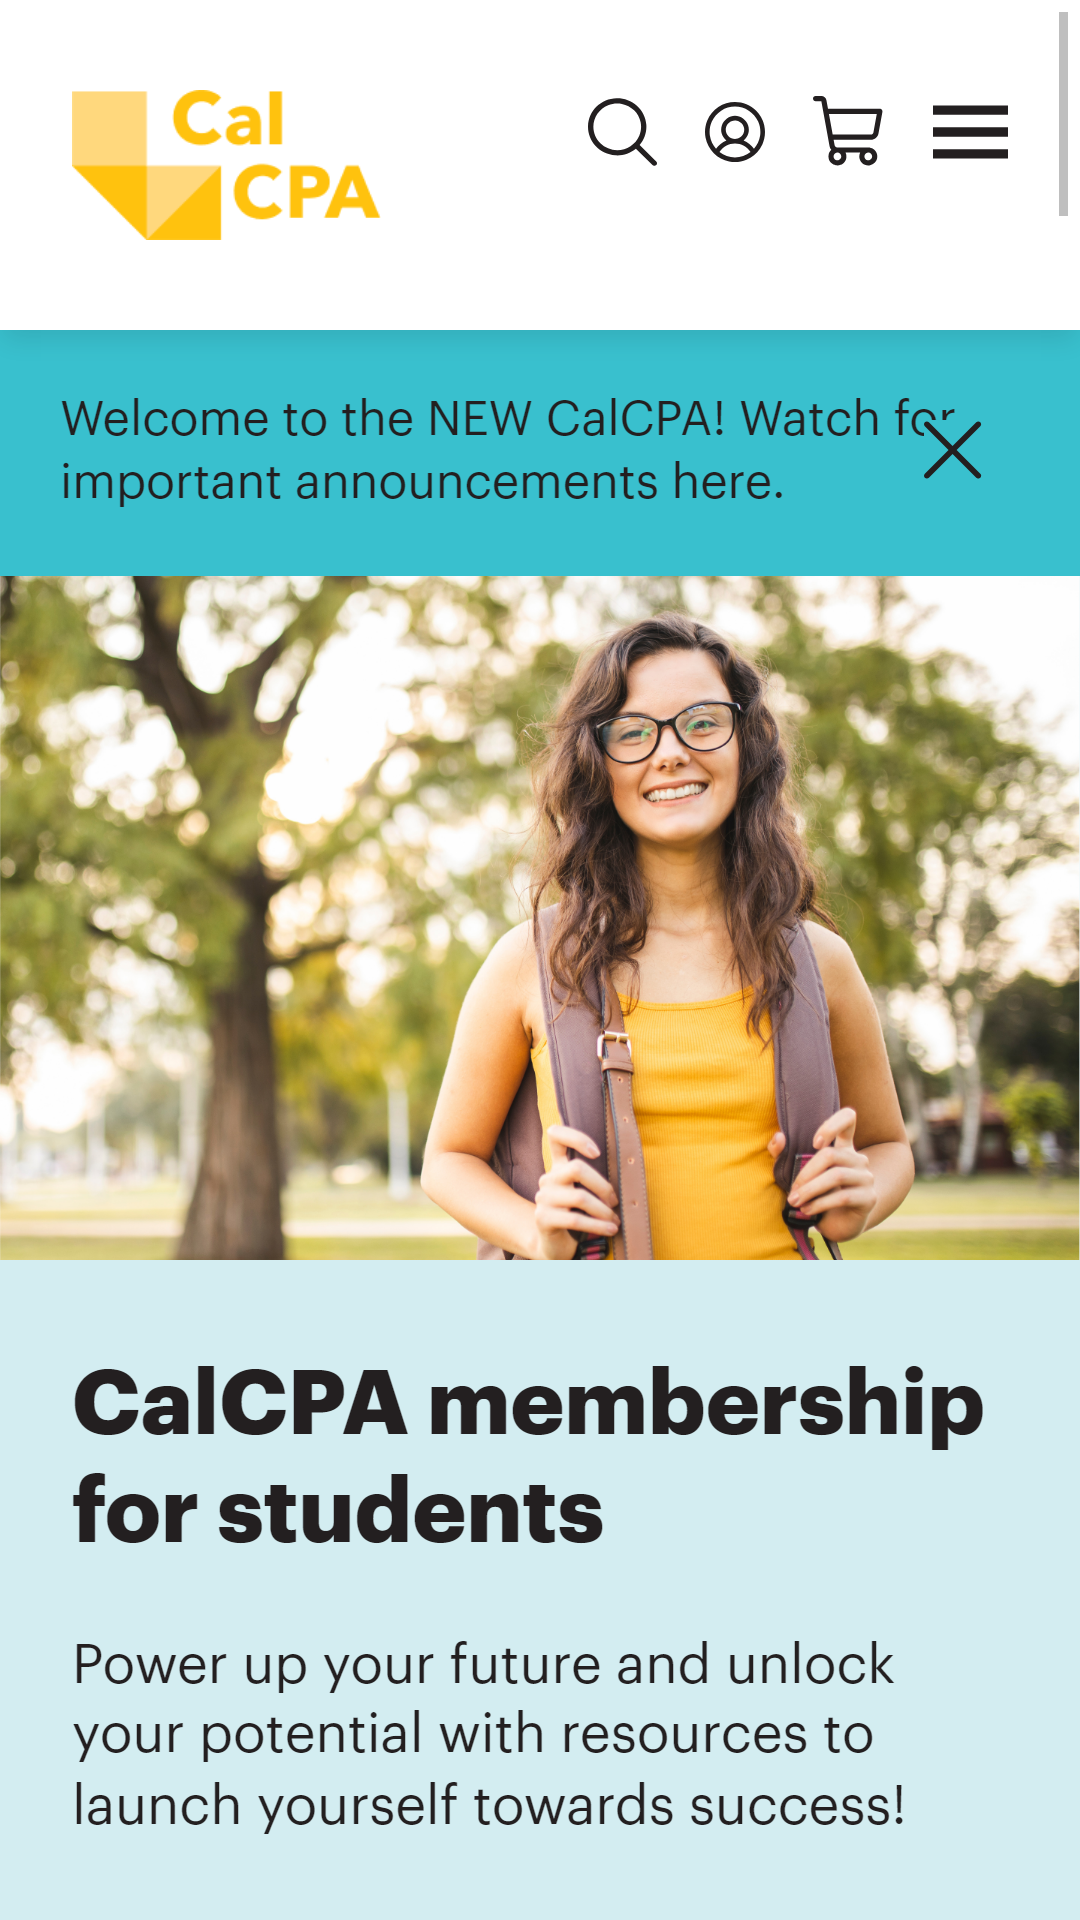 Cal
CPA
Welcome to the NEW CalCPA! Watch for
important announcements here.
CalCPA membership
for students
Power up your future and unlock
your potential with resources to
launch yourself towards success!